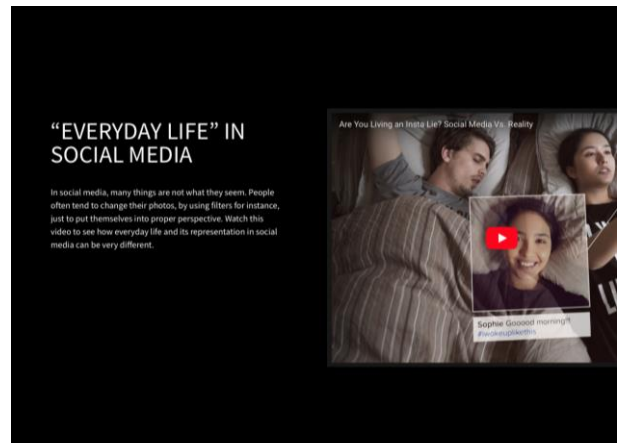 “EVERYDAY LIFE” IN
SOCIAL MEDIA
In social media, many things are not what they seem. People
often tend to change their photos, by using filters for instance,
just to put themselves into proper perspective. Watch this
video to see how everyday life and its representation in social
media can be very different.
Are You Living an Insta Lie? Social Media Vs. Reality
Sophie Gooood morning!!!
#iwokeuplikethis